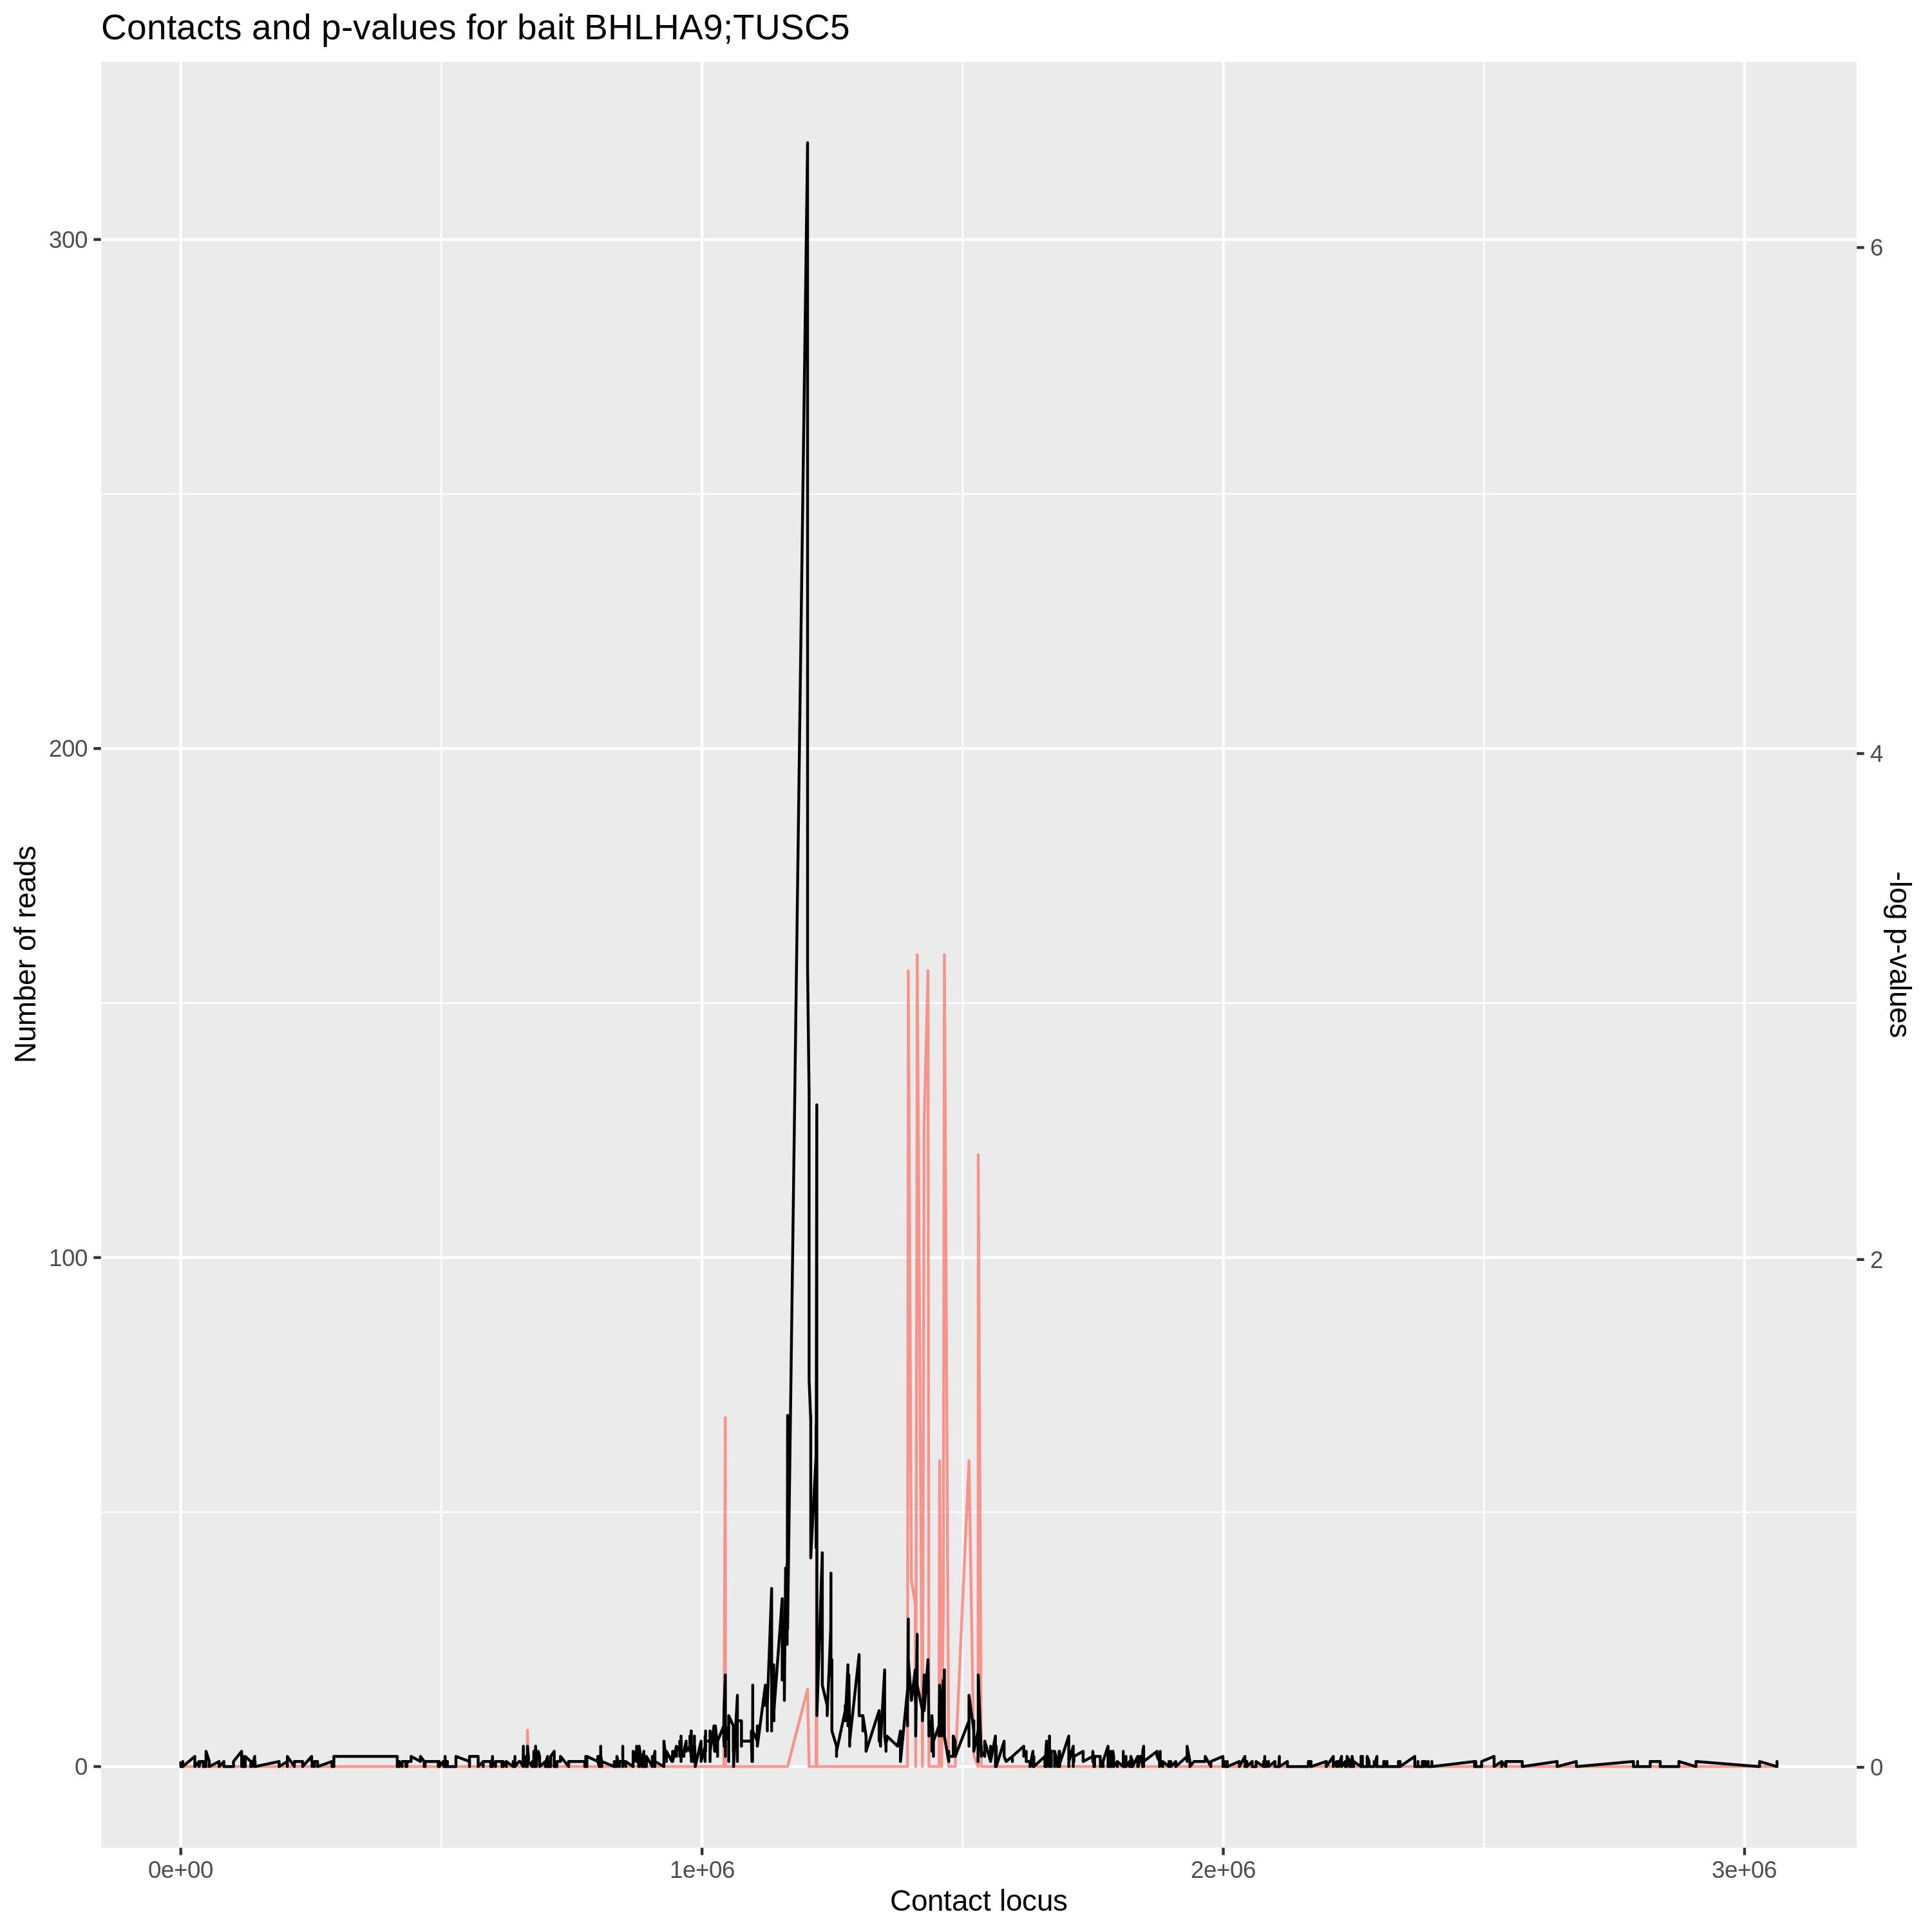 Contacts and p-values for bait BHLHA9;TUSC5
300
200
100
0
Number of reads
6
4
2
0
-log p-values
0e+00 1e+06 2e+06 3e+06
Contact locus